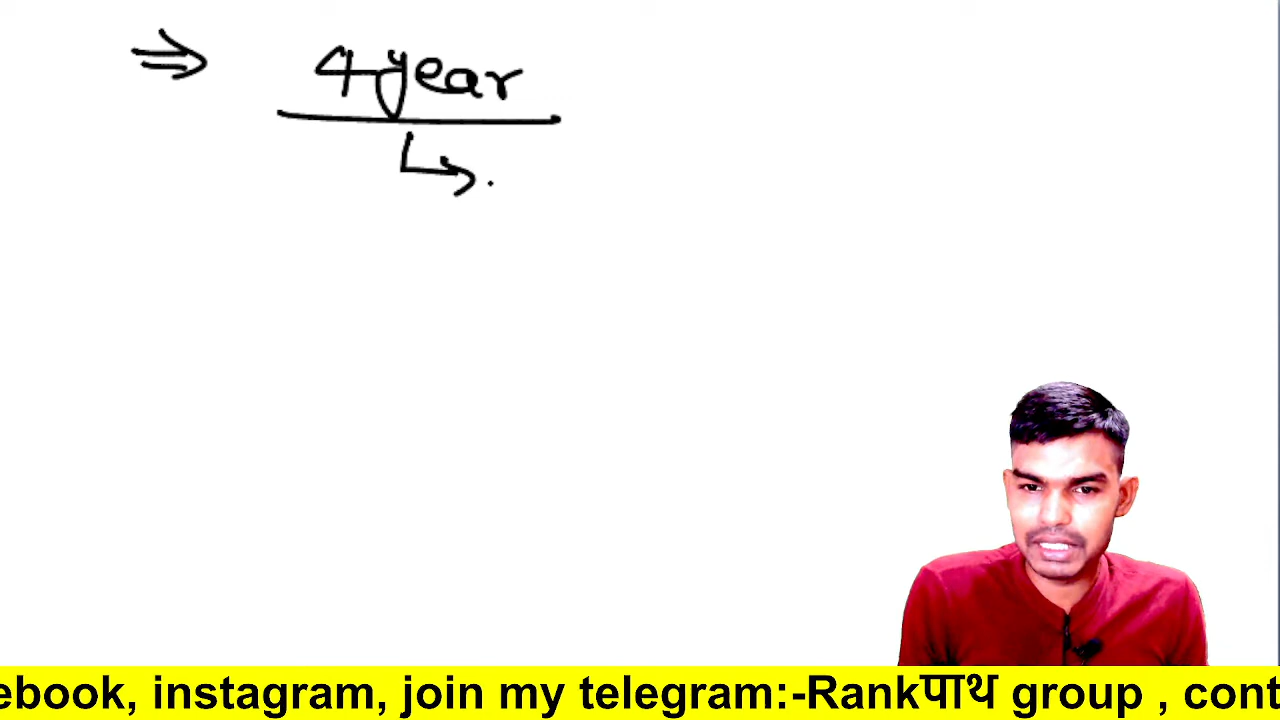 ⇒ 4 year
ebook, instagram, join my telegram:-Rankपाथ group , cont